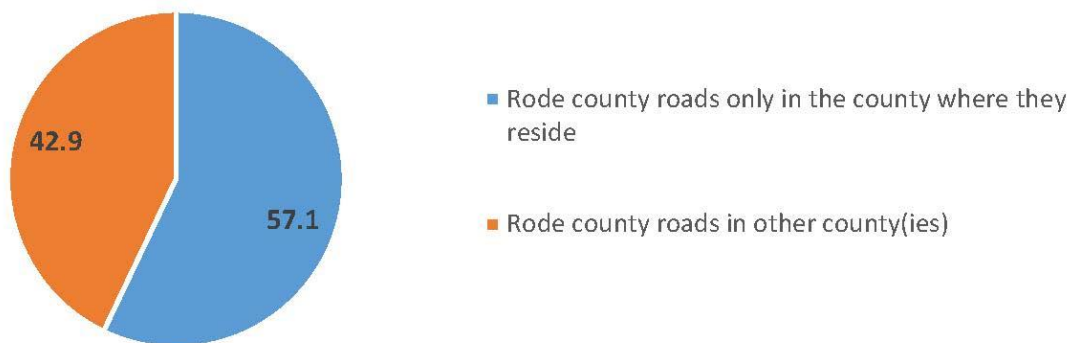 42.9
57.1
Rode county roads only in the county where they
reside
Rode county roads in other county(ies)